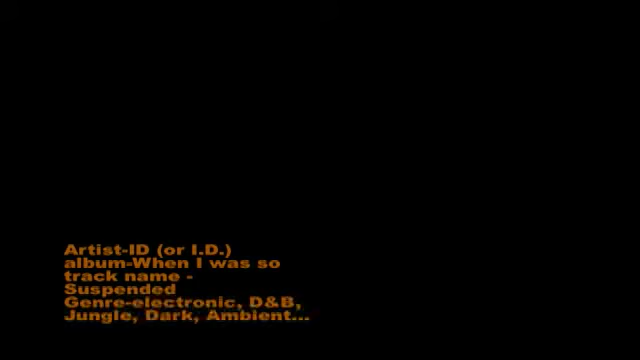 Artist-ID (or I.D.)
album-When I was so
track name -
Suspended
Genre-electronic, D&B,
Jungle, Dark, Ambient...